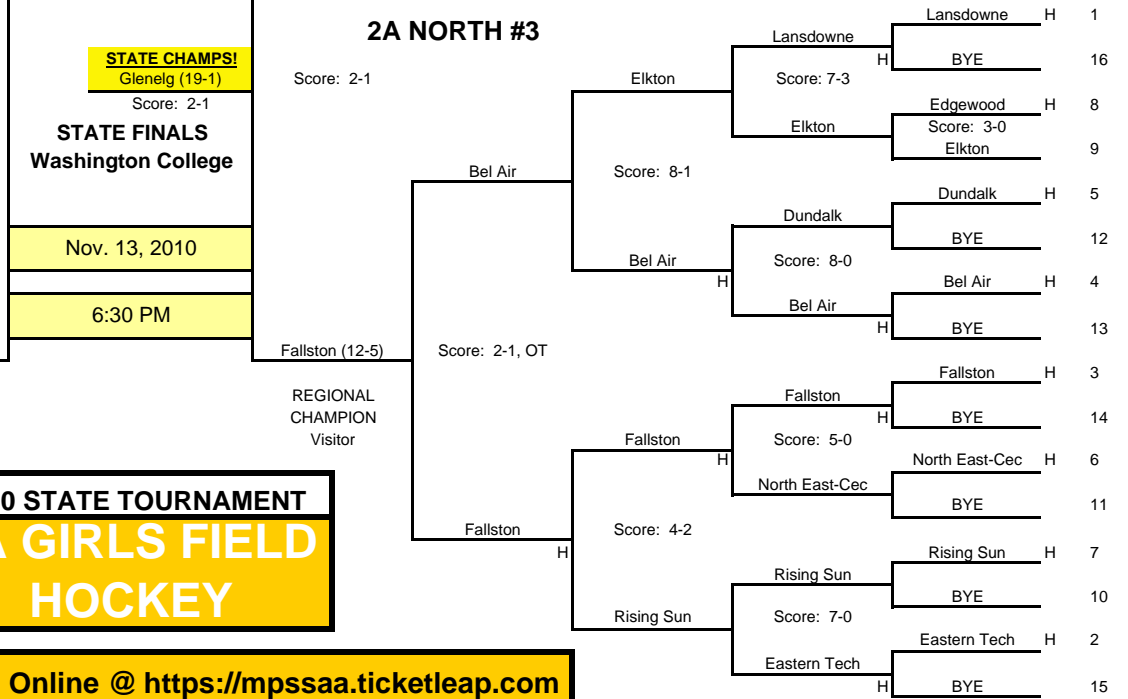 2A NORTH #3
STATE CHAMPS!
Glenelg (19-1)
Score: 2-1
STATE FINALS
Washington College
Nov. 13, 2010
6:30 PM
Score: 2-1
Fallston (12-5)
REGIONAL
CHAMPION
Visitor
Bel Air
Score: 2-1, OT
Fallston
H
Elkton
Score: 8-1
Bel Air
H
Fallston
H
Score: 4-2
Rising Sun
Lansdowne
H
Score: 7-3
Elkton
Dundalk
Score: 8-0
Bel Air
H
Fallston
H
Score: 5-0
North East-Cec
Rising Sun
Score: 7-0
Eastern Tech
H
Lansdowne H 1
BYE 16
Edgewood H 8
Score: 3-0
Elkton 9
Dundalk H 5
BYE 12
Bel Air H 4
BYE 13
Fallston H 3
BYE 14
North East-Cec H 6
BYE 11
Rising Sun H 7
BYE 10
Eastern Tech H 2
BYE 15
0 STATE TOURNAMENT
A GIRLS FIELD
HOCKEY
Online @ https://mpssaa.ticketleap.com